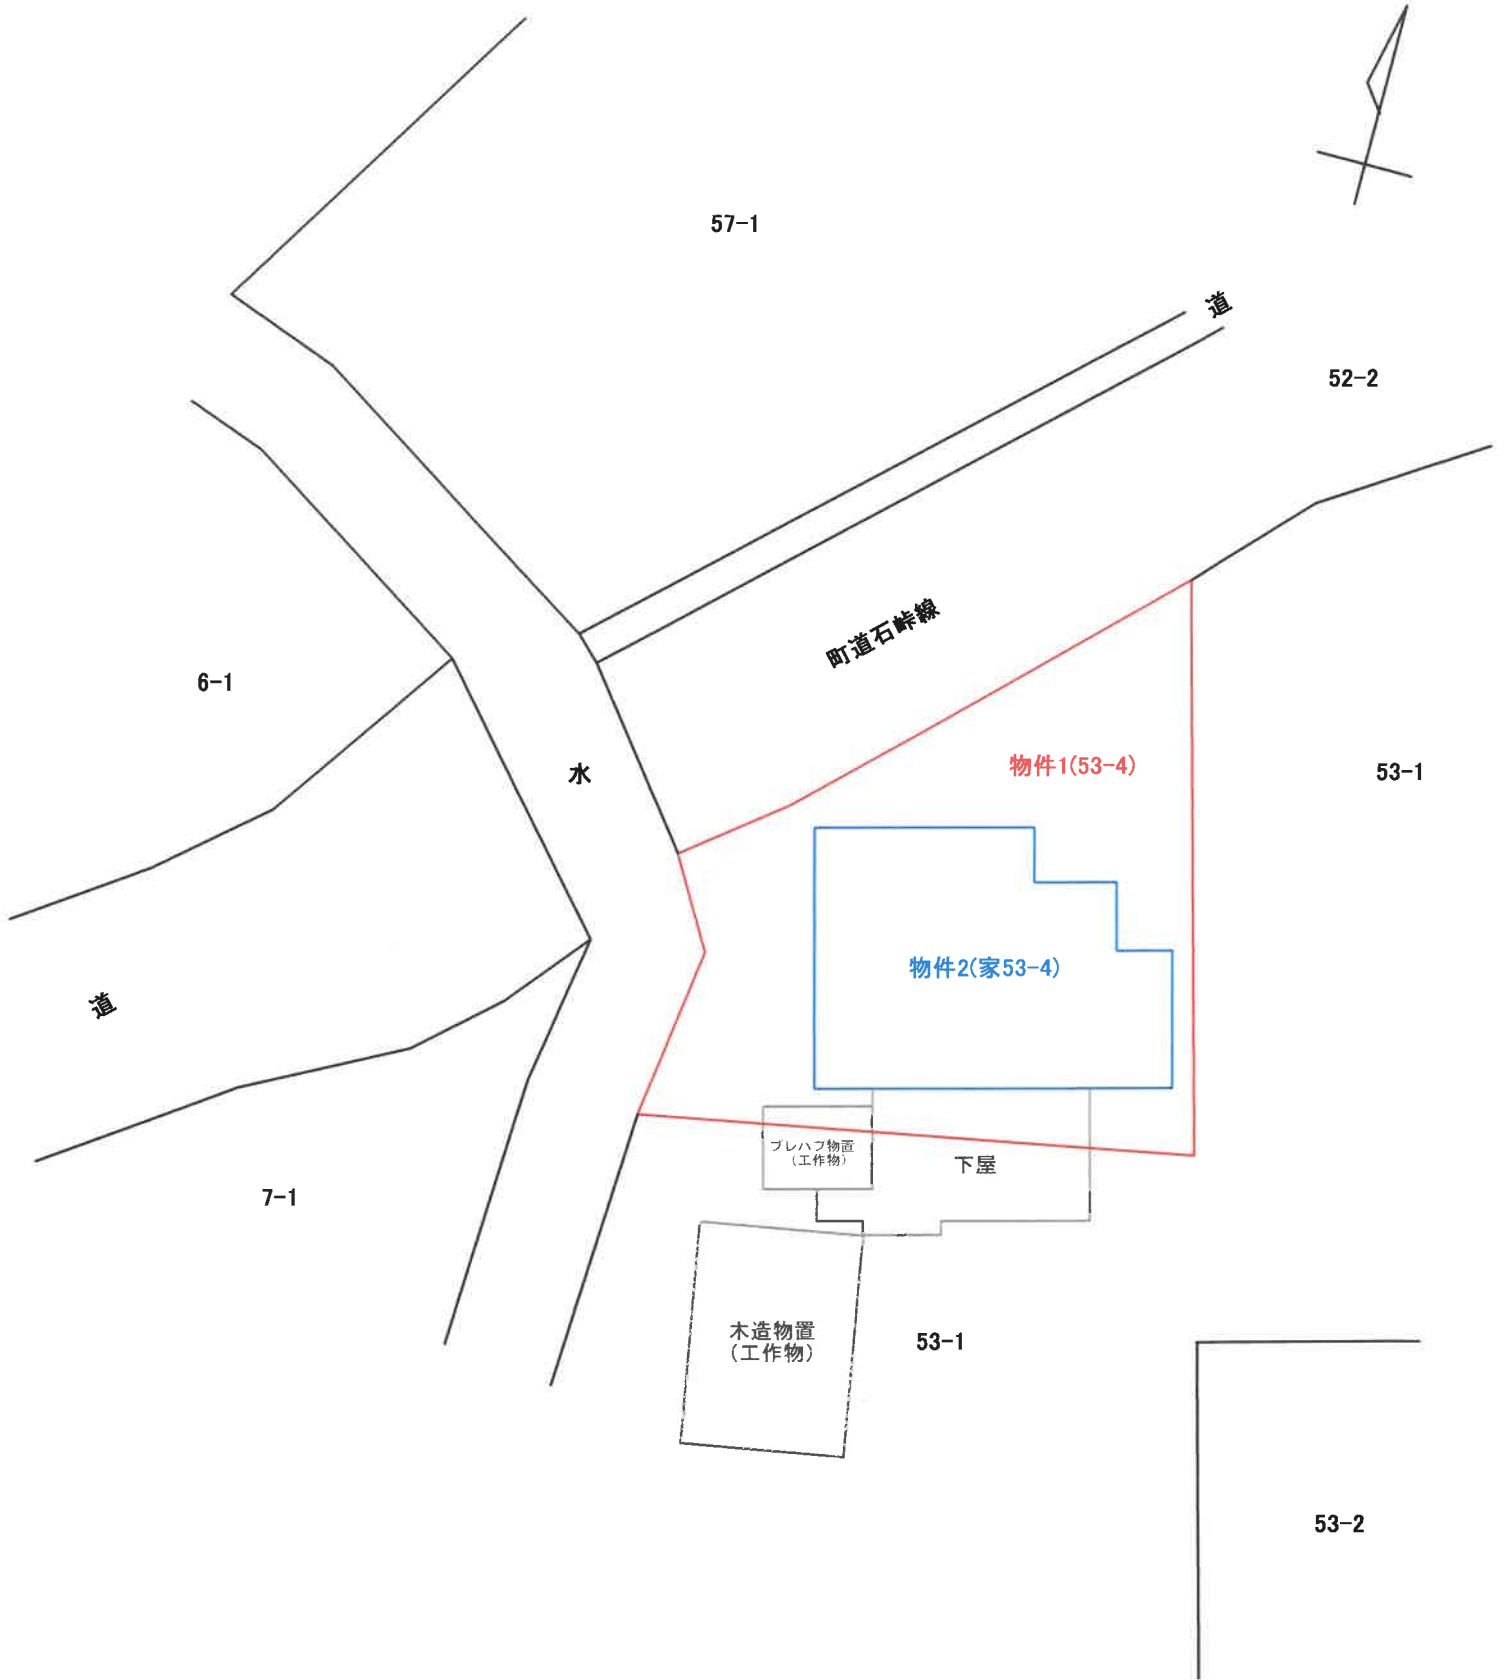 57-1
道
52-2
町道石峠線
6-1
水
物件1(53-4)
53-1
物件2(家53-4)
道
プレハブ物置
(工作物)
下屋
7-1
木造物置
(工作物)
53-1
53-2